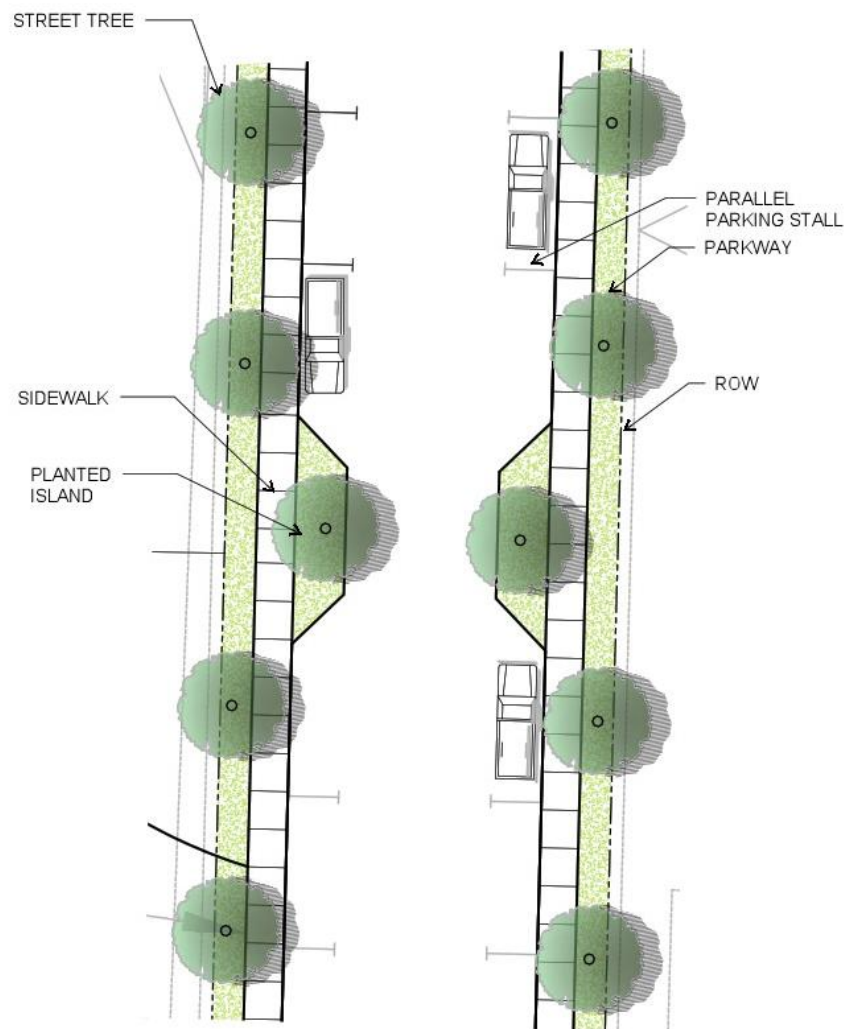 STREET TREE
PARALLEL
PARKING STALL
PARKWAY
ROW
SIDEWALK
PLANTED
ISLAND